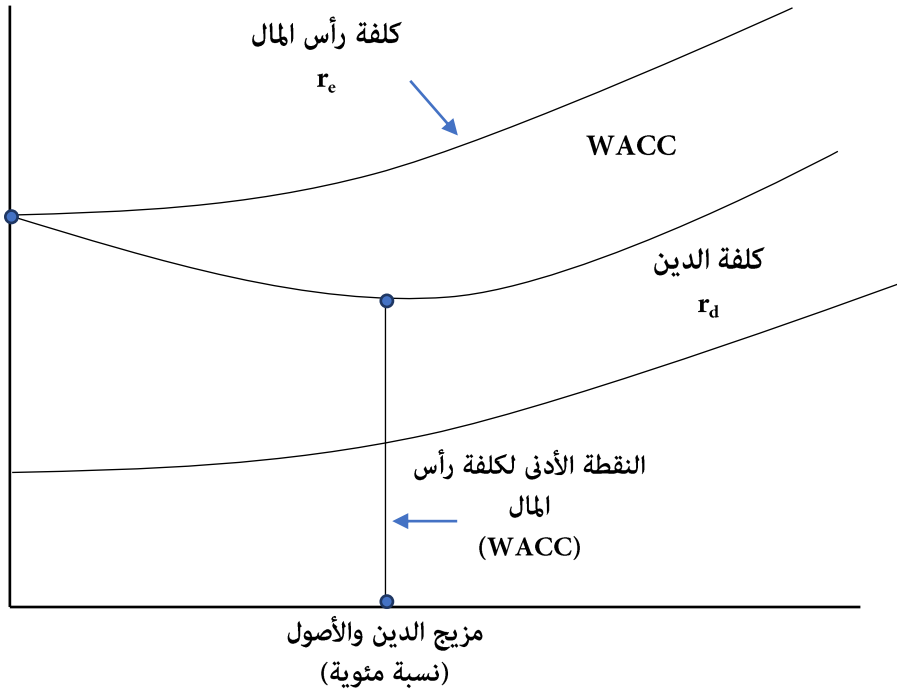 كلفة رأس المال
re
WACC
كلفة الدين
rd
النقطة الأدنى لكلفة رأس
المال
(WACC)
مزيج الدين والأصول
(نسبة مئوية)